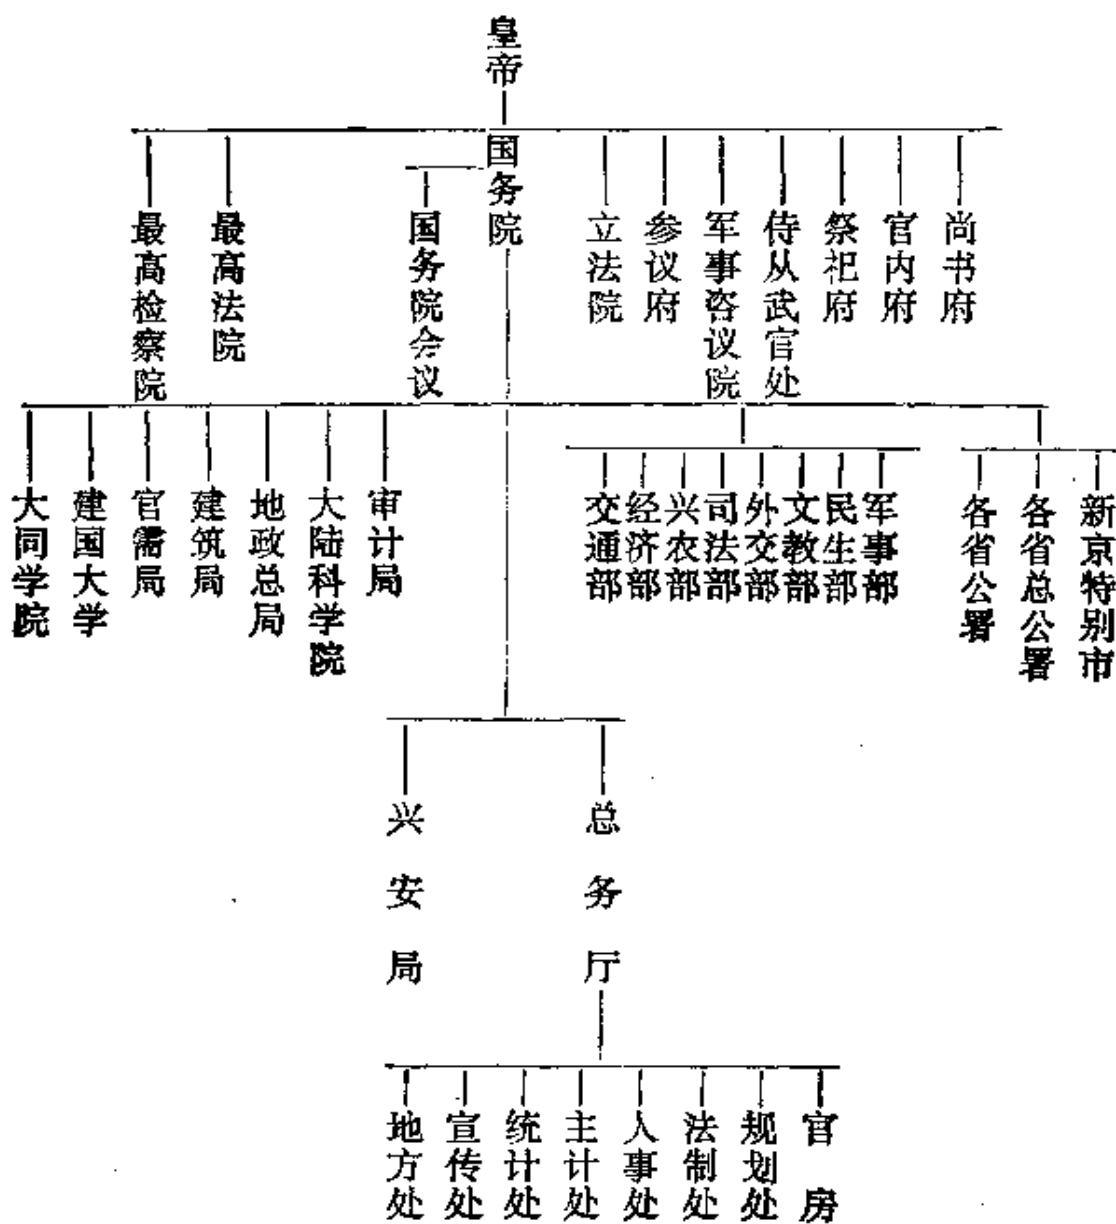 皇帝
国务院
最高检察院
最高法院
国务院会议
立法院
参议府
军事咨议院
侍从武官处
祭祀府
官内府
尚书府
大同学院
建国大学
官需局
建筑局
地政总局
大陆科学院
审计局
交通部
经济部
兴农部
司法部
外交部
文教部
民生部
军事部
各省公署
各省总公署
新京特别市
兴安局
总务厅
地方处
宣传处
统计处
主计处
人事处
法制处
规划处
官房